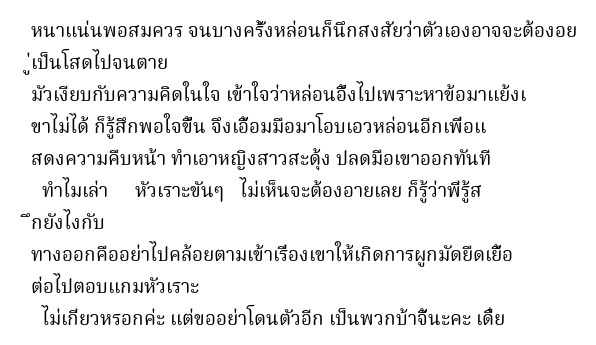 หนาแน่นพอสมควร จนบางครั้งหล่อนก็นึกสงสัยว่าตัวเองอาจจะต้องอย
ู่เป็นโสดไปจนตาย
มัวเงียบกับความคิดในใจ เข้าใจว่าหล่อนอึ้งไปเพราะหาข้อมาแย้งเ
ขาไม่ได้ ก็รู้สึกพอใจขึ้น จึงเอื้อมมือมาโอบเอวหล่อนอีกเพื่อแ
สดงความคืบหน้า ทำเอาหญิงสาวสะดุ้ง ปลดมือเขาออกทันที
ทำไมเล่า หัวเราะขันๆ ไม่เห็นจะต้องอายเลย ก็รู้ว่าพี่รู้ส
ึกยังไงกับ
ทางออกคืออย่าไปคล้อยตามเข้าเรื่องเขาให้เกิดการผูกมัดยืดเยื้อ
ต่อไปตอบแกมหัวเราะ
ไม่เกี่ยวหรอกค่ะ แต่ขออย่าโดนตัวอีก เป็นพวกบ้าจี้นะคะ เดี๋ย